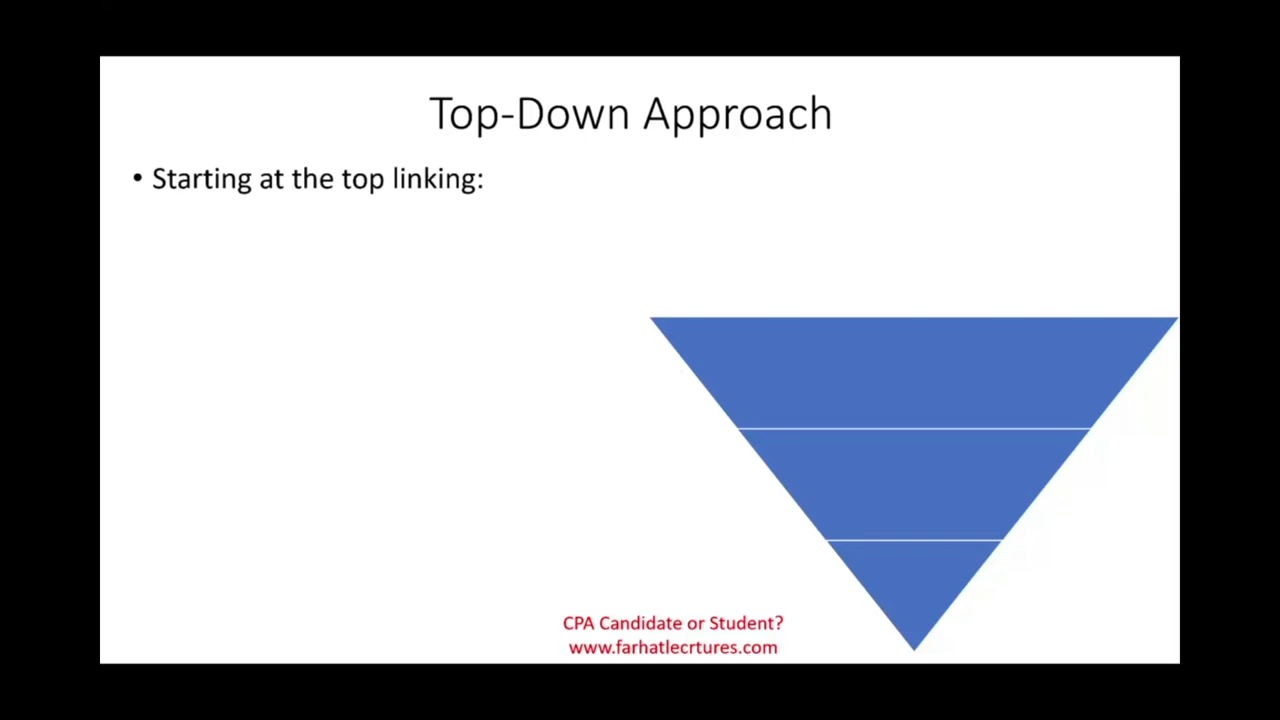 Top-Down Approach
• Starting at the top linking:
CPA Candidate or Student?
www.farhatlecrtures.com